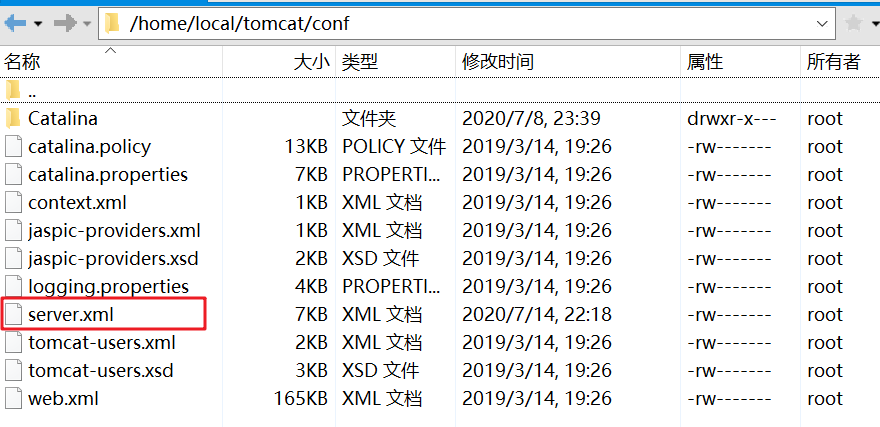 /home/local/tomcat/conf
名称 大小 类型 修改时间 属性 所有者
..
Catalina 文件夹 2020/7/8, 23:39 drwxr-x--- root
catalina.policy 13KB POLICY 文件 2019/3/14, 19:26 -rw------- root
catalina.properties 7KB PROPERTI... 2019/3/14, 19:26 -rw------- root
context.xml 1KB XML 文档 2019/3/14, 19:26 -rw------- root
jaspic-providers.xml 1KB XML 文档 2019/3/14, 19:26 -rw------- root
jaspic-providers.xsd 2KB XSD 文件 2019/3/14, 19:26 -rw------- root
logging.properties 4KB PROPERTI... 2019/3/14, 19:26 -rw------- root
server.xml 7KB XML 文档 2020/7/14, 22:18 -rw------- root
tomcat-users.xml 2KB XML 文档 2019/3/14, 19:26 -rw------- root
tomcat-users.xsd 3KB XSD 文件 2019/3/14, 19:26 -rw------- root
web.xml 165KB XML 文档 2019/3/14, 19:26 -rw------- root